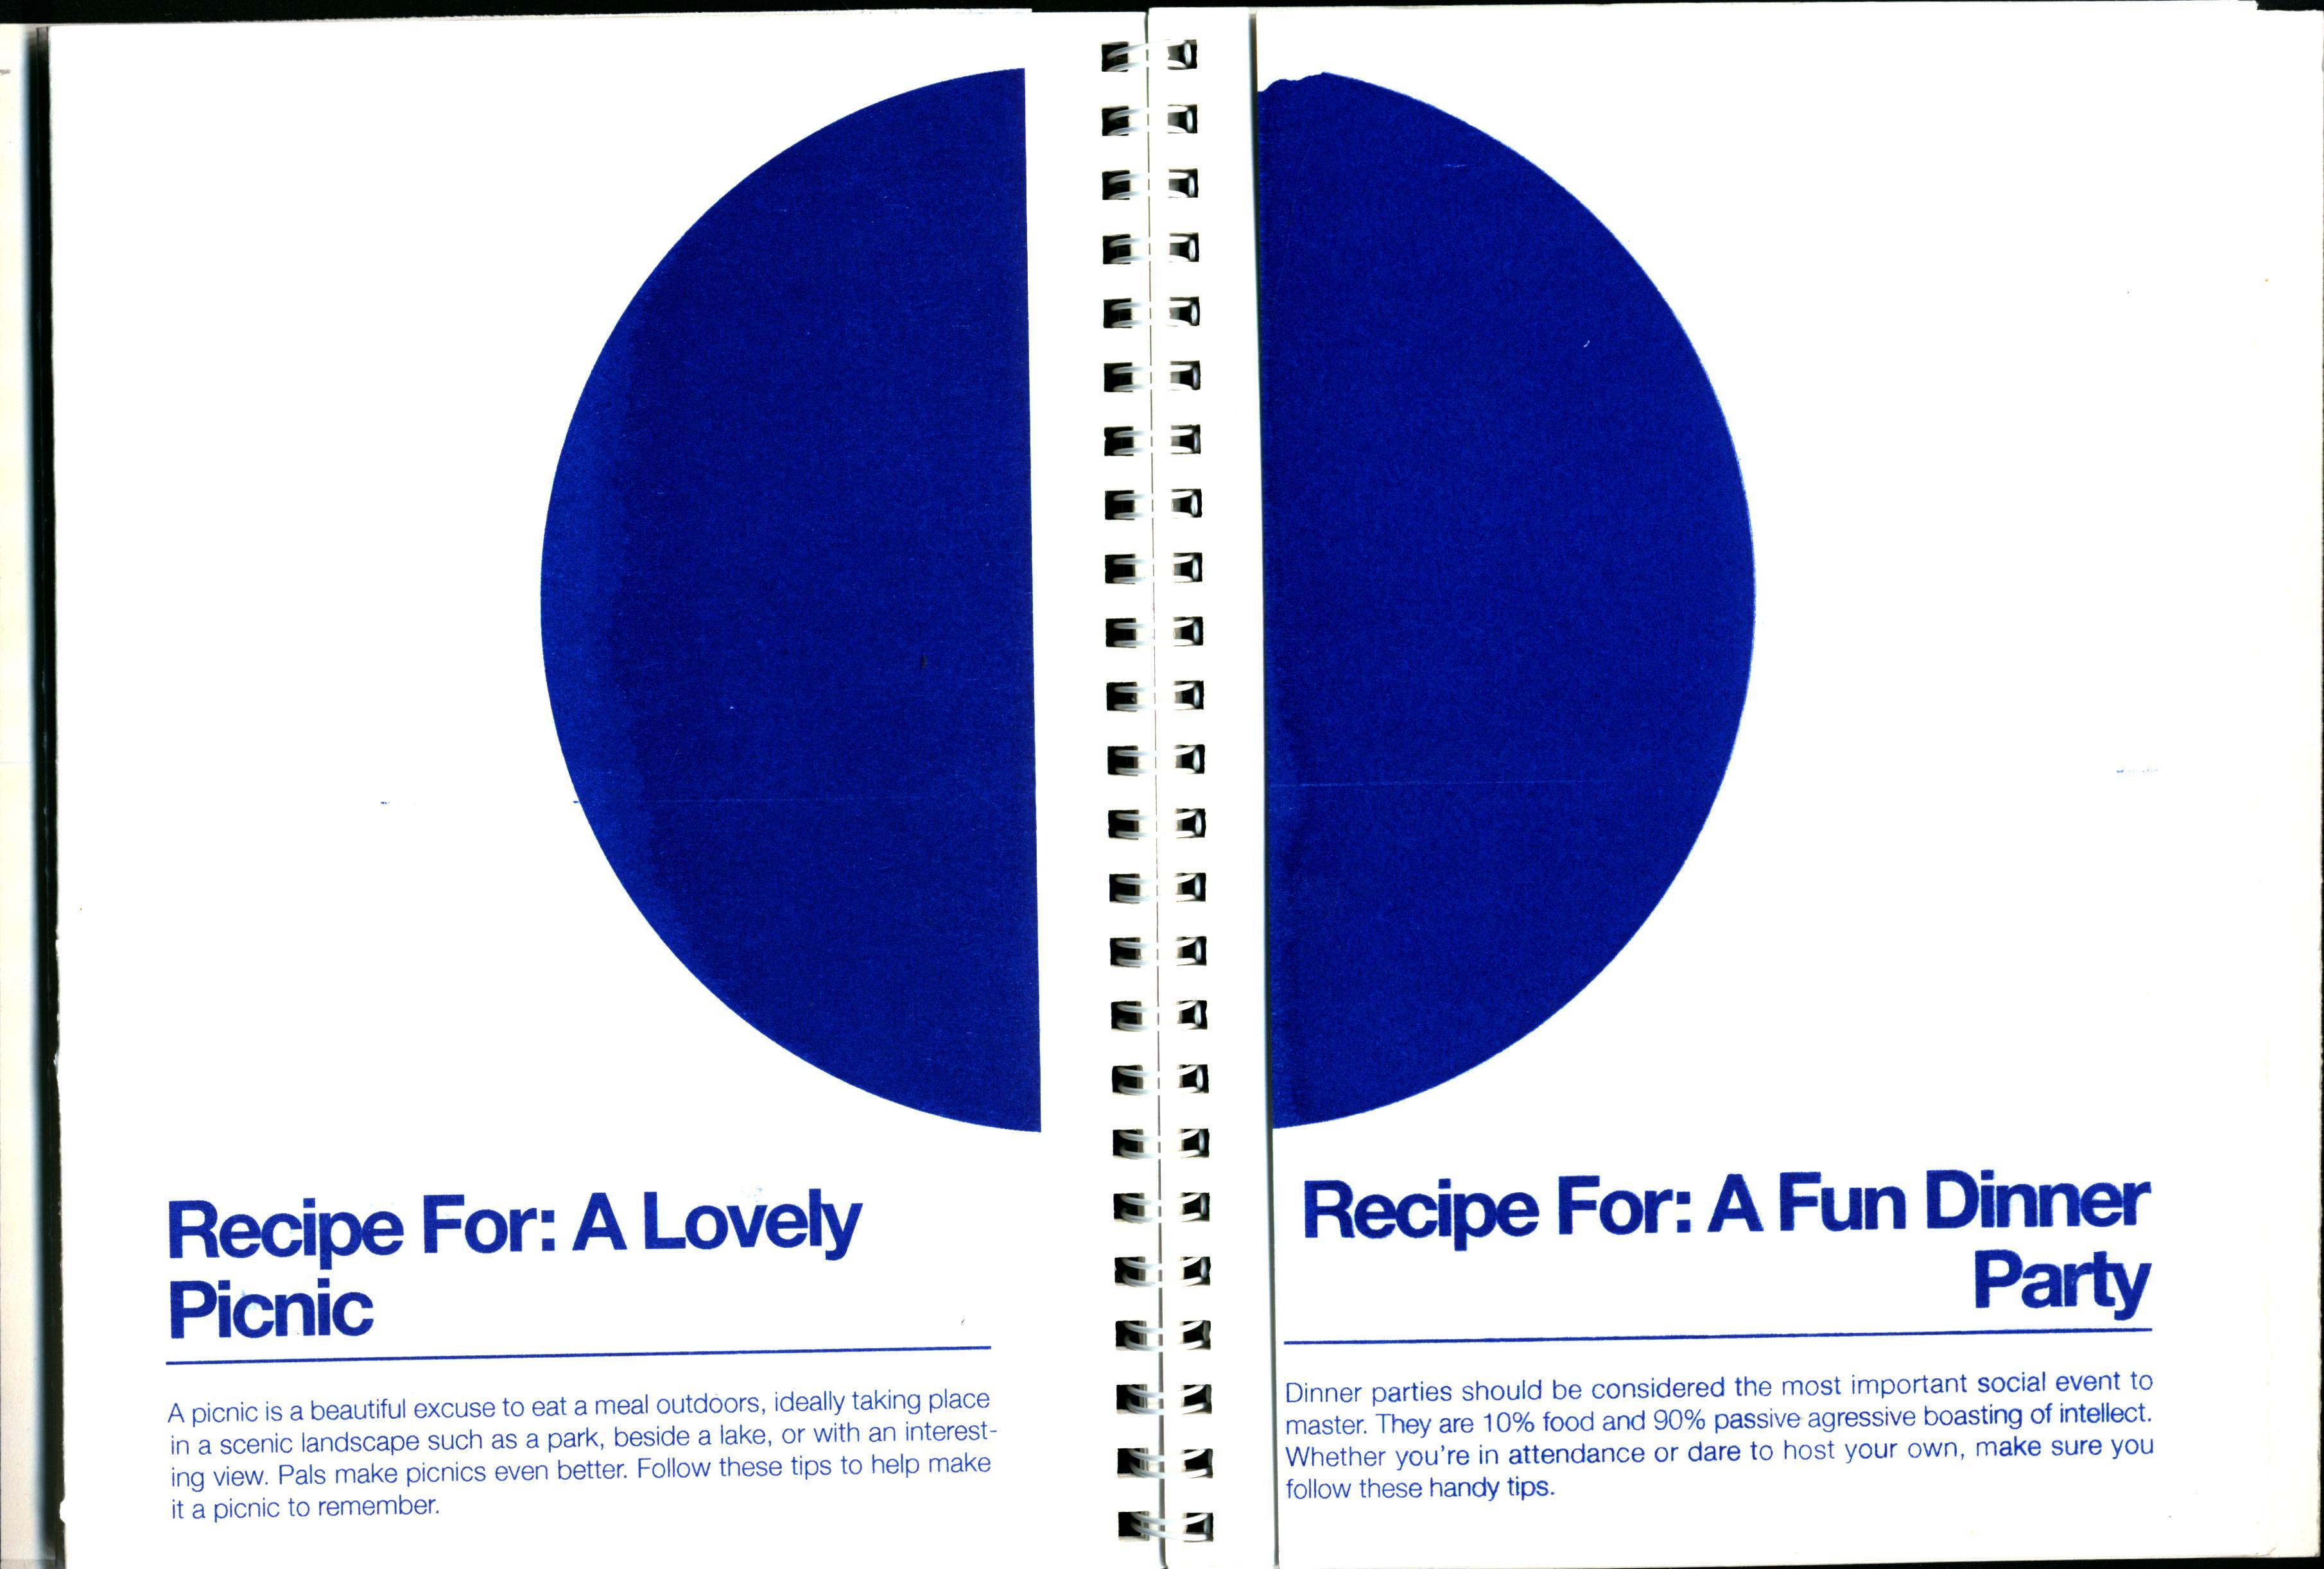 Recipe For: A Lovely
Picnic
A picnic is a beautiful excuse to eat a meal outdoors, ideally taking place
in a scenic landscape such as a park, beside a lake, or with an interest-
ing view. Pals make picnics even better. Follow these tips to help make
it a picnic to remember.
Recipe For: A Fun Dinner
Party
Dinner parties should be considered the most important social event to
master. They are 10% food and 90% passive agressive boasting of intellect.
Whether you're in attendance or dare to host your own, make sure you
follow these handy tips.